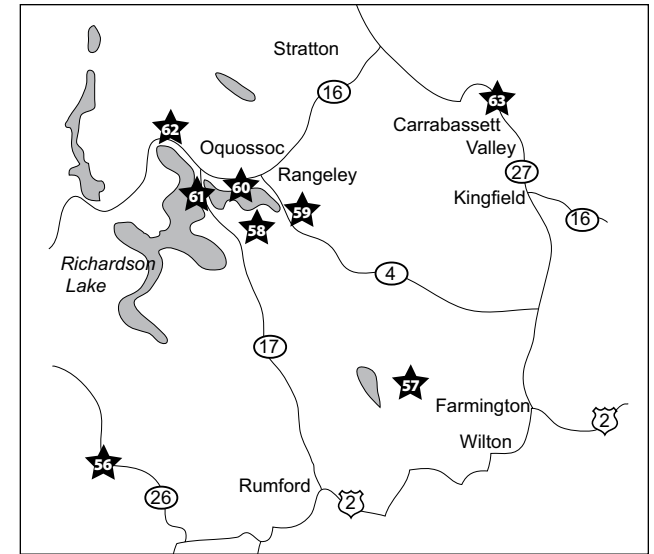 Stratton
16
63
62
Carrabassett
Valley
Oquossoc
27
Rangeley
60
61
59
Kingfield
16
58
Richardson
Lake
4
17
57
Farmington
2
Wilton
56
Rumford
26
2